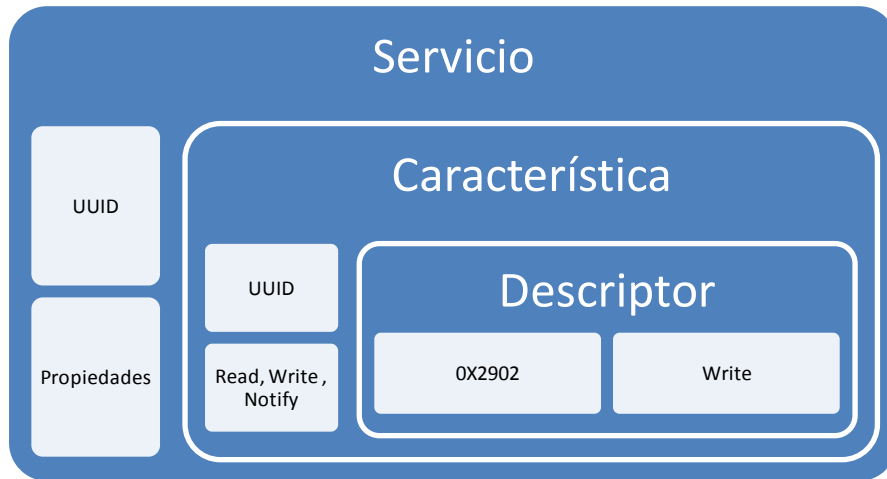 Servicio
UUID
Propiedades
Característica
UUID
Read, Write ,
Notify
Descriptor
0X2902
Write